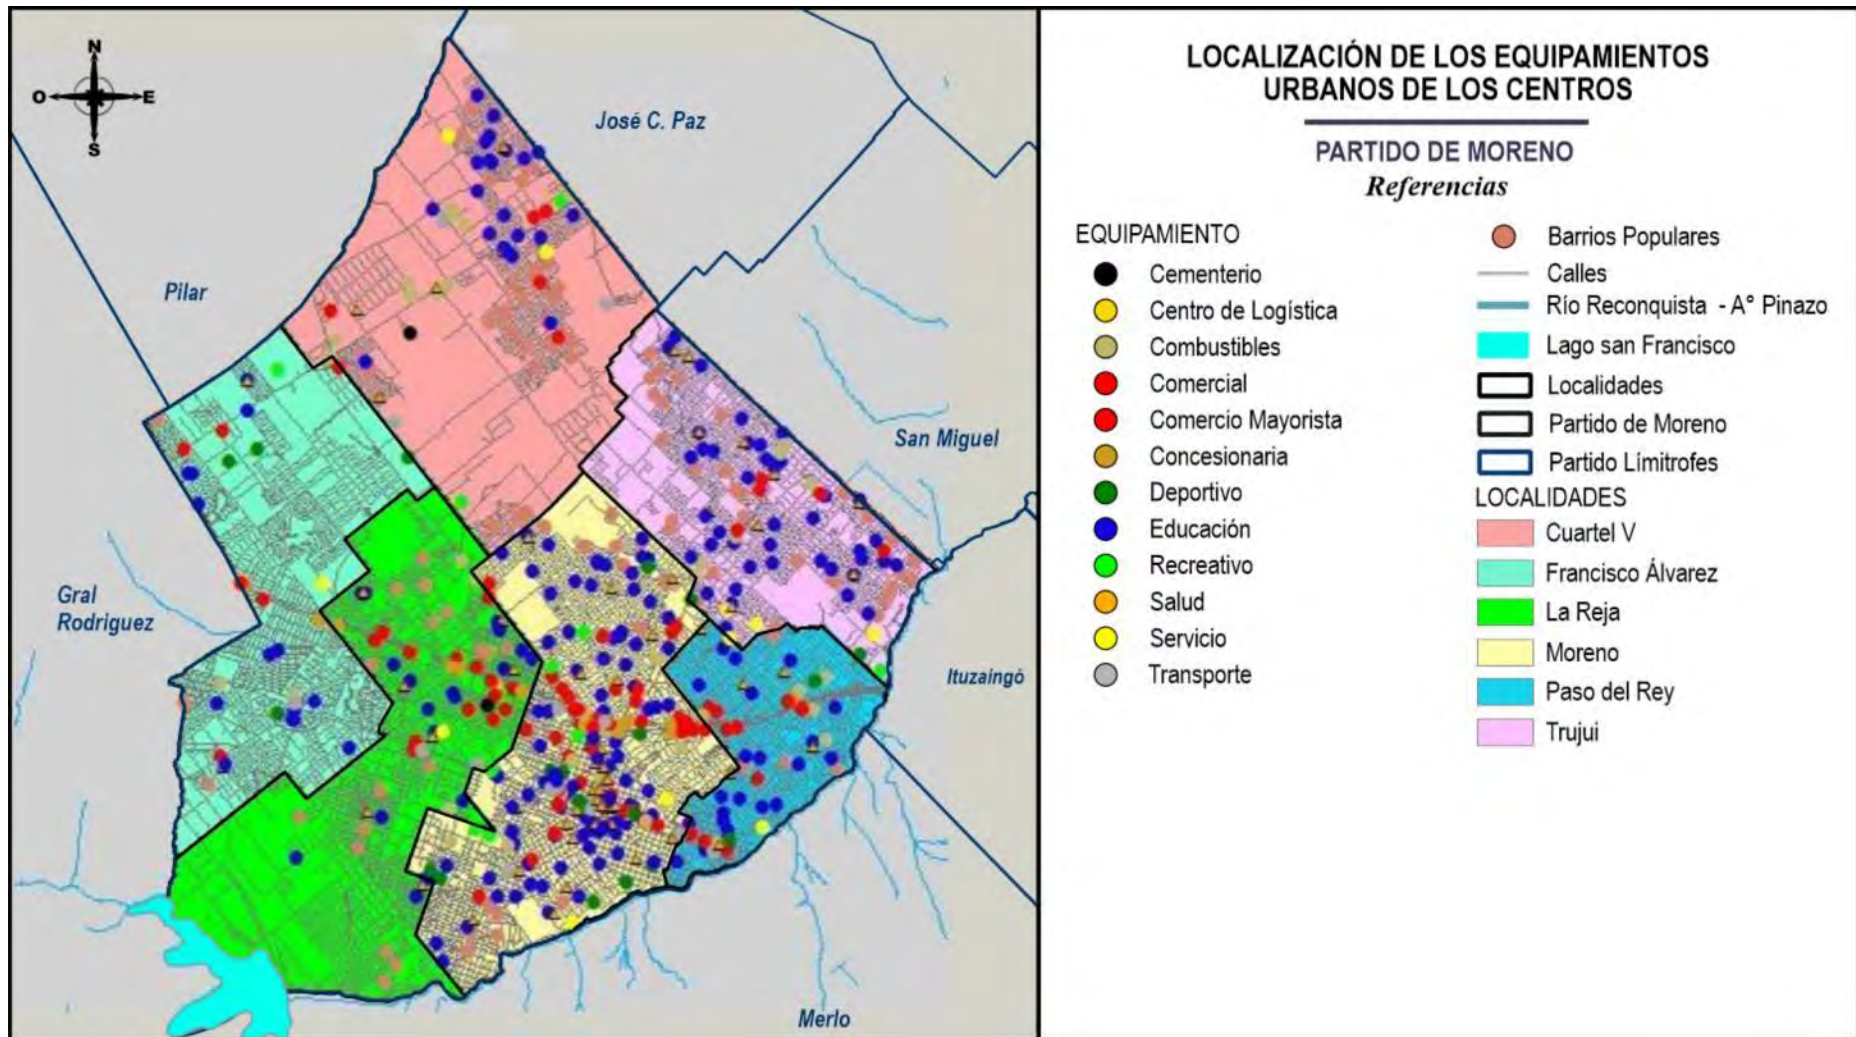 N
O
E
S
José C. Paz
Pilar
San Miguel
Gral
Rodriguez
Ituzaingó
Merlo
LOCALIZACIÓN DE LOS EQUIPAMIENTOS
URBANOS DE LOS CENTROS
PARTIDO DE MORENO
Referencias
EQUIPAMIENTO
Cementerio
Centro de Logística
Combustibles
Comercial
Comercio Mayorista
Concesionaria
Deportivo
Educación
Recreativo
Salud
Servicio
Transporte
Barrios Populares
Calles
Río Reconquista - A° Pinazo
Lago san Francisco
Localidades
Partido de Moreno
Partido Límitrofes
LOCALIDADES
Cuartel V
Francisco Álvarez
La Reja
Moreno
Paso del Rey
Trujui